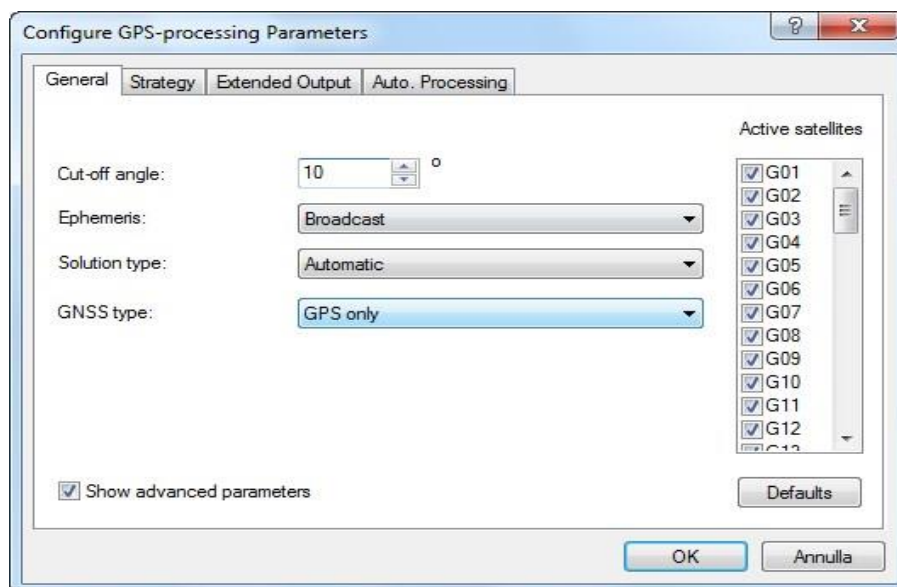 Configure GPS-processing Parameters
General Strategy Extended Output Auto. Processing
Active satellites
Cut-off angle: 10 °
Ephemeris: Broadcast
Solution type: Automatic
GNSS type: GPS only
G01
G02
G03
G04
G05
G06
G07
G08
G09
G10
G11
G12
Show advanced parameters
Defaults
OK Annulla